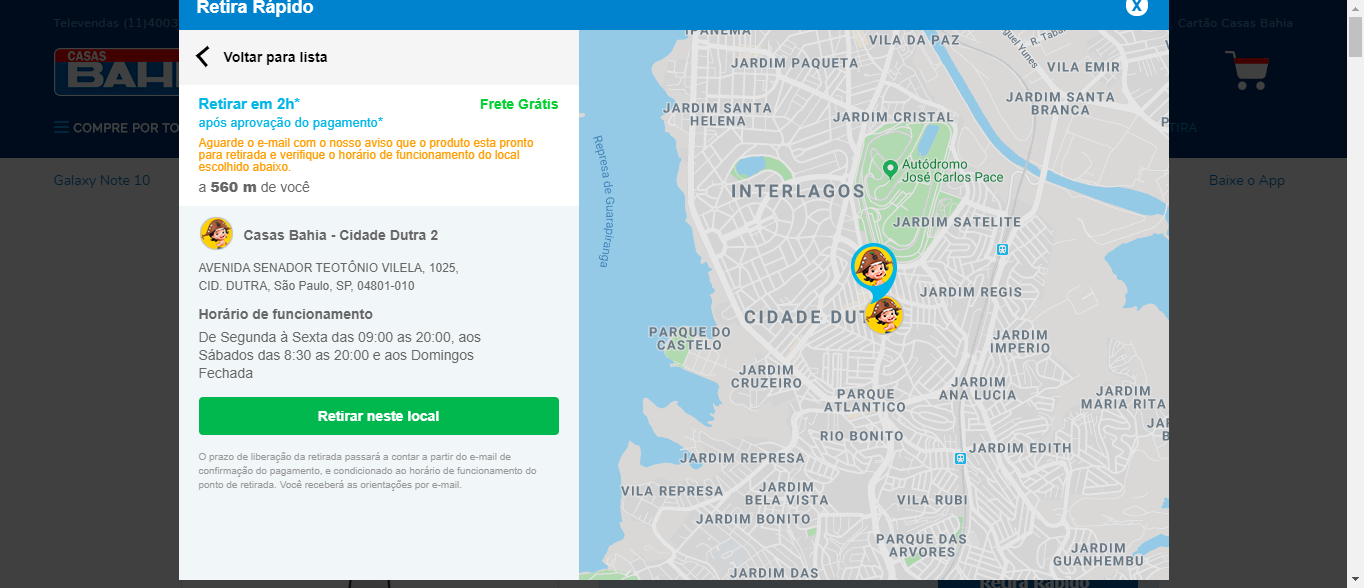 Retira Rápido
X
Televendas (11)4003
Cartão Casas Bahia
CASAS
BAHI
COMPRE POR TO
TIRA
Galaxy Note 10
Baixe o App
Voltar para lista
Retirar em 2h*
Frete Grátis
após aprovação do pagamento*
Aguarde o e-mail com o nosso aviso que o produto esta pronto
para retirada e verifique o horário de funcionamento do local
escolhido abaixo.
a 560 m de você
Casas Bahia - Cidade Dutra 2
AVENIDA SENADOR TEOTÔNIO VILELA, 1025,
CID. DUTRA, São Paulo, SP, 04801-010
Horário de funcionamento
De Segunda à Sexta das 09:00 as 20:00, aos
Sábados das 8:30 as 20:00 e aos Domingos
Fechada
Retirar neste local
O prazo de liberação da retirada passará a contar a partir do e-mail de
confirmação do pagamento, e condicionado ao horário de funcionamento do
ponto de retirada. Você receberá as orientações por e-mail.
IPANEMA
VILA DA PAZ
R. Taba
guel Yunes
JARDIM PAQUETA
VILA EMIR
JARDIM SANTA
HELENA
JARDIM SANTA
BRANCA
JARDIM CRISTAL
Represa de Guarapiranga
Autódromo
José Carlos Pace
INTERLAGOS
JARDIM SATELITE
JARDIM REGIS
CIDADE DUT
PARQUE DO
CASTELO
JARDIM
IMPERIO
JARDIM
CRUZEIRO
JARDIM
ANA LUCIA
PARQUE
ATLANTICO
JARDIM
MARIA RITA
JAR
B
RIO BONITO
JARDIM EDITH
JARDIM REPRESA
VILA REPRESA
JARDIM
BELA VISTA
VILA RUBI
JARDIM BONITO
PARQUE DAS
ARVORES
JARDIM
GUANHEMBU
JARDIM DAS
Retira Rápido